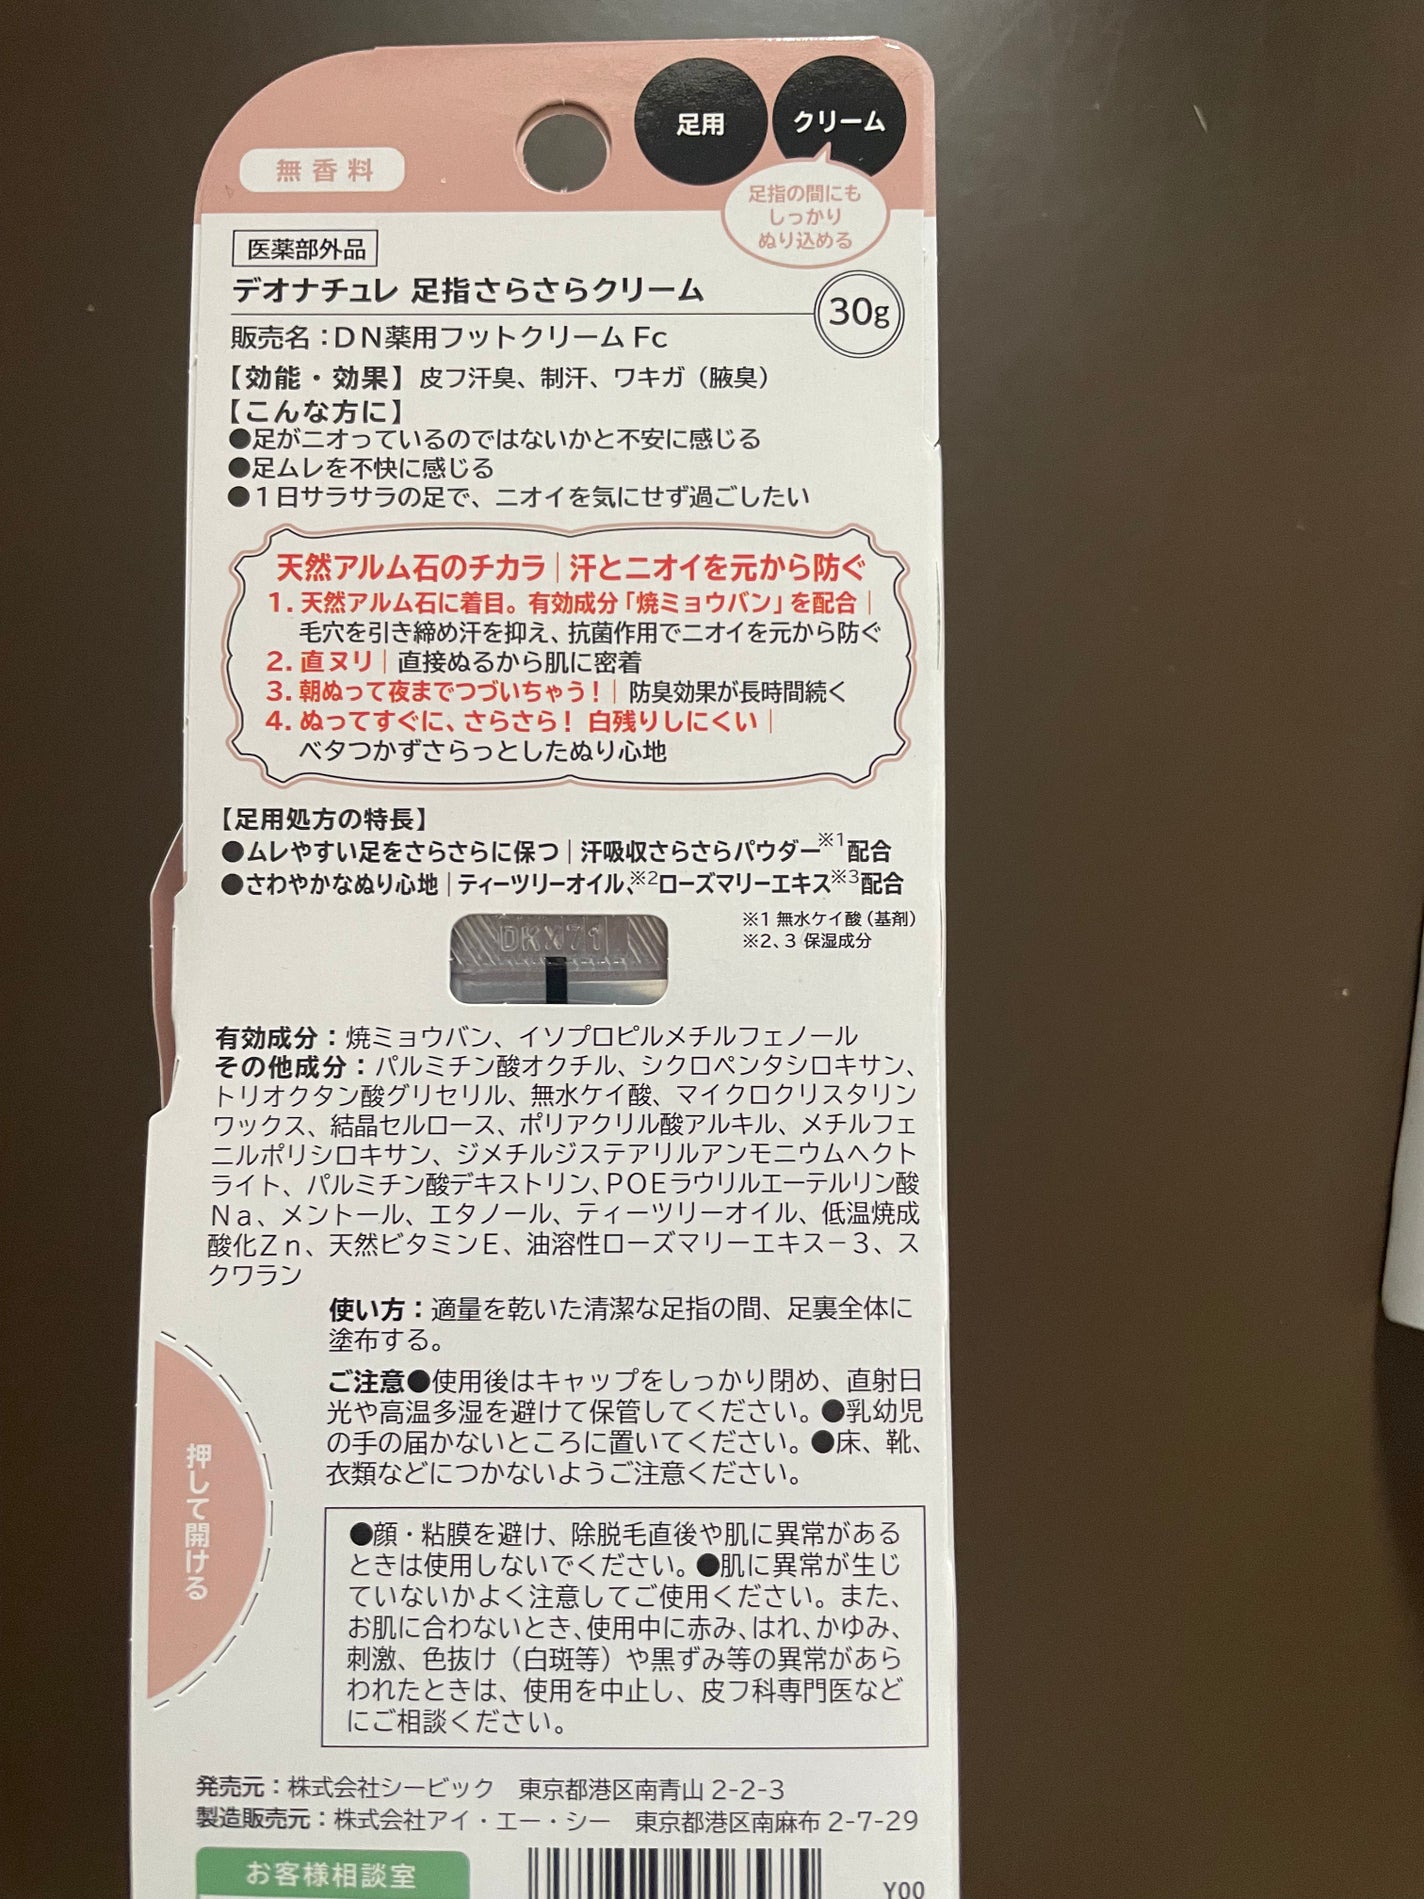 足用
クリーム
無香料
足指の間にも
しっかり
ぬり込める
医薬部外品
デオナチュレ 足指さらさらクリーム
30g
販売名：DN薬用フットクリーム Fc
【効能・効果】皮フ汗臭、制汗、ワキガ（腋臭）
【こんな方に】
●足がニオっているのではないかと不安に感じる
●足ムレを不快に感じる
●1日サラサラの足で、ニオイを気にせず過ごしたい
天然アルム石のチカラ｜汗とニオイを元から防ぐ
1. 天然アルム石に着目。有効成分「焼ミョウバン」を配合｜
毛穴を引き締め汗を抑え、抗菌作用でニオイを元から防ぐ
2. 直ヌリ｜直接ぬるから肌に密着
3. 朝ぬって夜までつづいちゃう！｜防臭効果が長時間続く
4. ぬってすぐに、さらさら！ 白残りしにくい｜
ベタつかずさらっとしたぬり心地
【足用処方の特長】
●ムレやすい足をさらさらに保つ｜汗吸収さらさらパウダー※1配合
●さわやかなぬり心地｜ティーツリーオイル、※2ローズマリーエキス※3配合
※1 無水ケイ酸（基剤）
※2、3 保湿成分
DKX71
有効成分：焼ミョウバン、イソプロピルメチルフェノール
その他成分：パルミチン酸オクチル、シクロペンタシロキサン、
トリオクタン酸グリセリル、無水ケイ酸、マイクロクリスタリン
ワックス、結晶セルロース、ポリアクリル酸アルキル、メチルフェ
ニルポリシロキサン、ジメチルジステアリルアンモニウムヘクト
ライト、パルミチン酸デキストリン、POEラウリルエーテルリン酸
Na、メントール、エタノール、ティーツリーオイル、低温焼成
酸化Zn、天然ビタミンE、油溶性ローズマリーエキス－3、ス
クワラン
使い方：適量を乾いた清潔な足指の間、足裏全体に
塗布する。
ご注意●使用後はキャップをしっかり閉め、直射日
光や高温多湿を避けて保管してください。●乳幼児
の手の届かないところに置いてください。●床、靴、
衣類などにつかないようご注意ください。
押して開ける
●顔・粘膜を避け、除脱毛直後や肌に異常がある
ときは使用しないでください。●肌に異常が生じ
ていないかよく注意してご使用ください。また、
お肌に合わないとき、使用中に赤み、はれ、かゆみ、
刺激、色抜け（白斑等）や黒ずみ等の異常があら
われたときは、使用を中止し、皮フ科専門医など
にご相談ください。
発売元：株式会社シービック 東京都港区南青山 2-2-3
製造販売元：株式会社アイ・エー・シー 東京都港区南麻布 2-7-29
お客様相談室
Y00